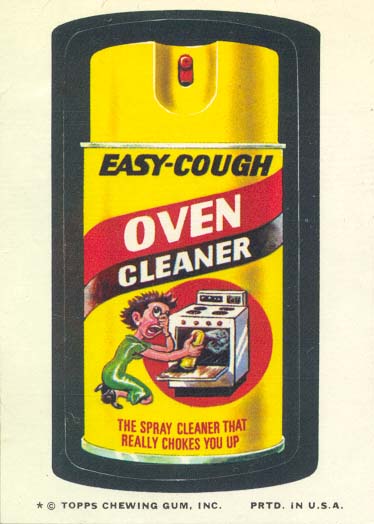 EASY-COUGH
OVEN
CLEANER
THE SPRAY CLEANER THAT
REALLY CHOKES YOU UP
* © TOPPS CHEWING GUM, INC. PRTD. IN U.S.A.